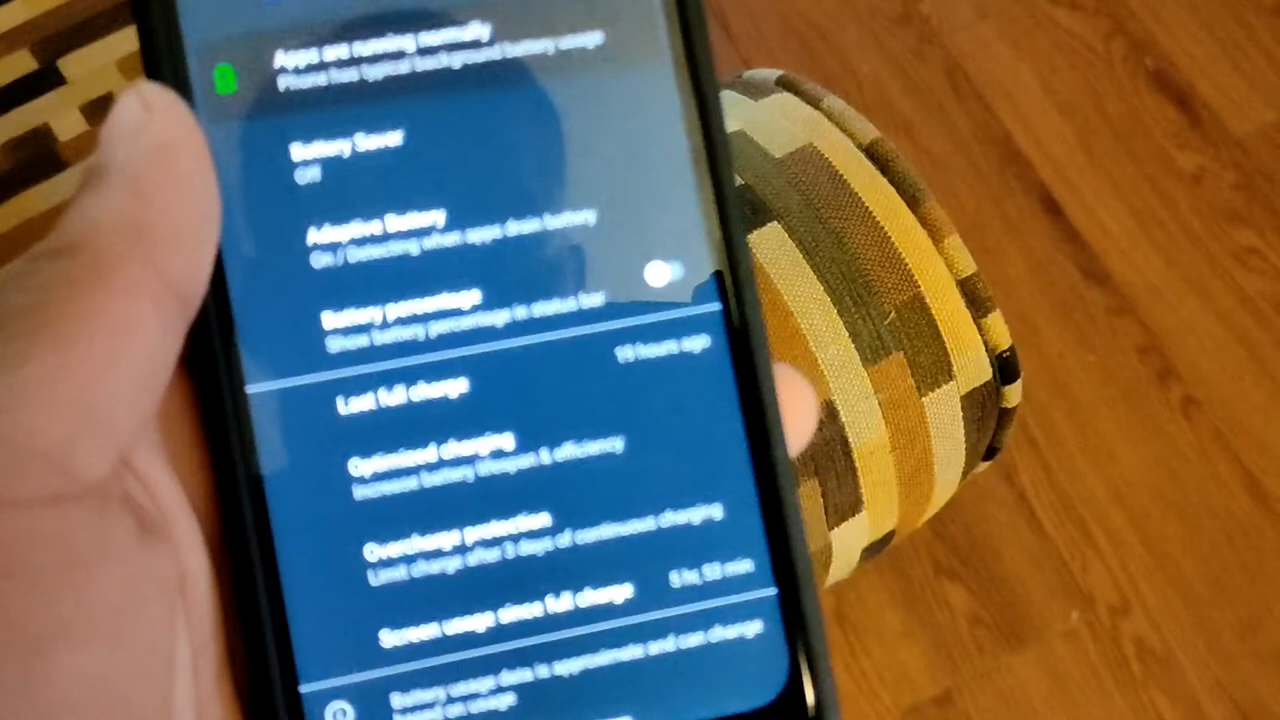 Apps are running normally
Phone has typical background battery usage
Battery Saver
Off
Adaptive Battery
On / Detecting when apps drain battery
Battery percentage
Show battery percentage in status bar
Last full charge
hours ago
Optimized charging
Increase battery lifespan & efficiency
Overcharge protection
Limit charge after 3 days of continuous charging
Screen usage since full charge
5 hr, 53 min
Battery usage data is approximate and can change
based on usage